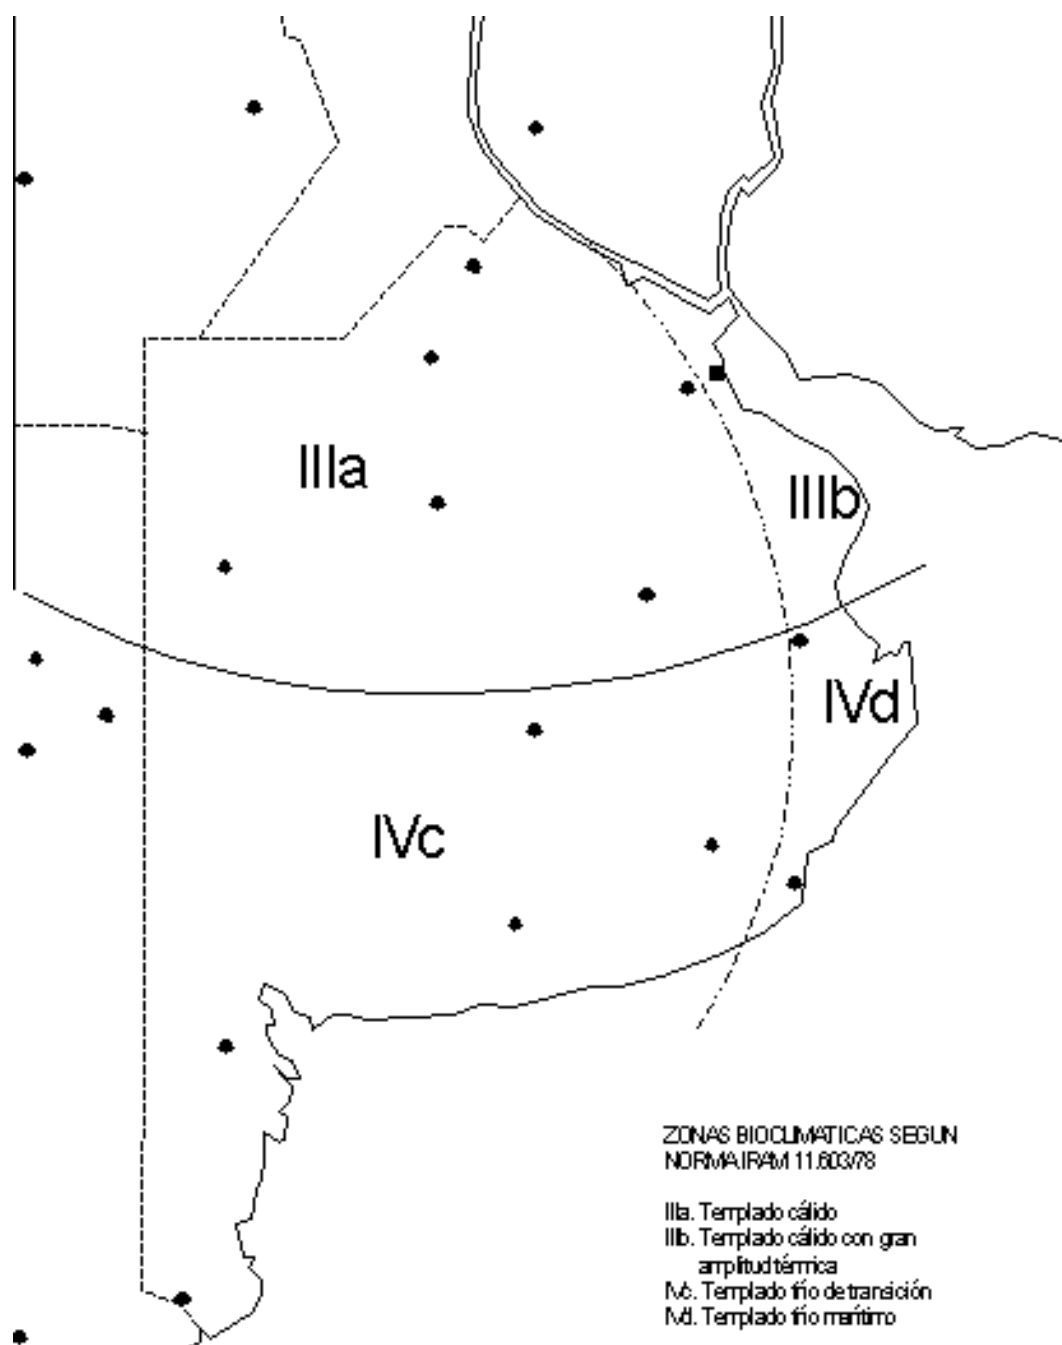 IIIa
IIIb
IVd
IVc
ZONAS BIOCLIMATICAS SEGUN
NORMA IRAM 11.603/78
IIIa. Templado cálido
IIIb. Templado cálido con gran
amplitud térmica
IVc. Templado frío de transición
IVd. Templado frío marítimo